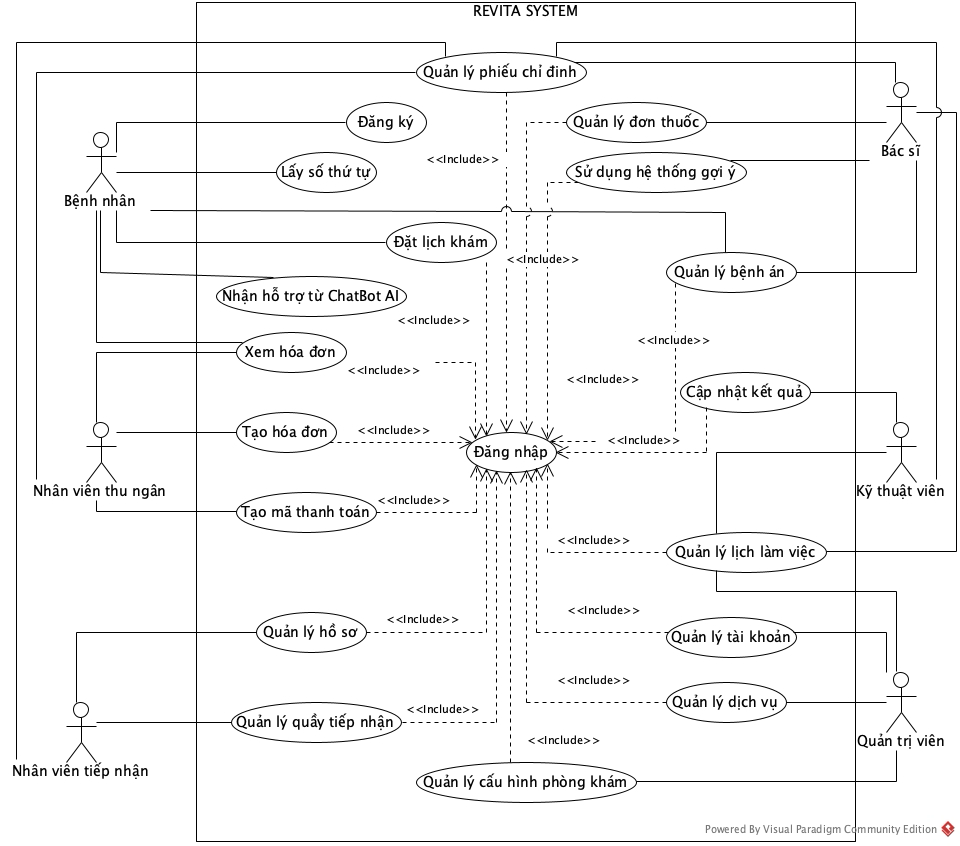 REVITA SYSTEM
Quản lý phiếu chỉ đinh
Đăng ký
Quản lý đơn thuốc
Bác sĩ
<<Include>>
Lấy số thứ tự
Sử dụng hệ thống gợi ý
Bệnh nhân
Đặt lịch khám
<<Include>>
Quản lý bệnh án
Nhận hỗ trợ từ ChatBot AI
<<Include>>
<<Include>>
Xem hóa đơn
<<Include>>
<<Include>>
Cập nhật kết quả
Tạo hóa đơn
<<Include>>
<<Include>>
Đăng nhập
Nhân viên thu ngân
Kỹ thuật viên
Tạo mã thanh toán
<<Include>>
<<Include>>
Quản lý lịch làm việc
<<Include>>
<<Include>>
Quản lý hồ sơ
Quản lý tài khoản
<<Include>>
Quản lý dịch vụ
<<Include>>
Quản lý quầy tiếp nhận
<<Include>>
Quản trị viên
Nhân viên tiếp nhận
Quản lý cấu hình phòng khám
Powered By Visual Paradigm Community Edition